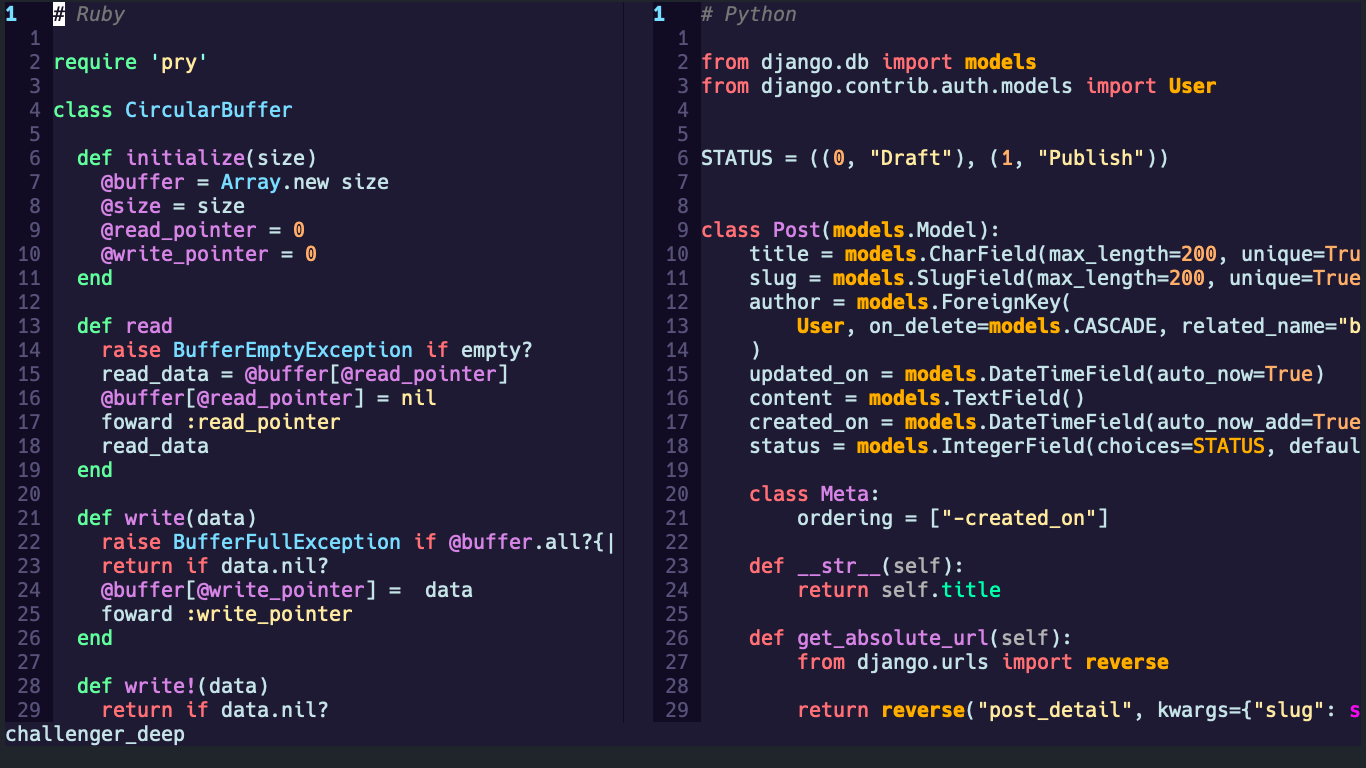 1 # Ruby
1
2 require 'pry'
3
4 class CircularBuffer
5
6   def initialize(size)
7     @buffer = Array.new size
8     @size = size
9     @read_pointer = 0
10     @write_pointer = 0
11   end
12
13   def read
14     raise BufferEmptyException if empty?
15     read_data = @buffer[@read_pointer]
16     @buffer[@read_pointer] = nil
17     foward :read_pointer
18     read_data
19   end
20
21   def write(data)
22     raise BufferFullException if @buffer.all?{|
23     return if data.nil?
24     @buffer[@write_pointer] =  data
25     foward :write_pointer
26   end
27
28   def write!(data)
29     return if data.nil?
1 # Python
1
2 from django.db import models
3 from django.contrib.auth.models import User
4
5
6 STATUS = ((0, "Draft"), (1, "Publish"))
7
8
9 class Post(models.Model):
10     title = models.CharField(max_length=200, unique=Tru
11     slug = models.SlugField(max_length=200, unique=True
12     author = models.ForeignKey(
13         User, on_delete=models.CASCADE, related_name="b
14     )
15     updated_on = models.DateTimeField(auto_now=True)
16     content = models.TextField()
17     created_on = models.DateTimeField(auto_now_add=True
18     status = models.IntegerField(choices=STATUS, defaul
19
20     class Meta:
21         ordering = ["-created_on"]
22
23     def __str__(self):
24         return self.title
25
26     def get_absolute_url(self):
27         from django.urls import reverse
28
29         return reverse("post_detail", kwargs={"slug": s
challenger_deep